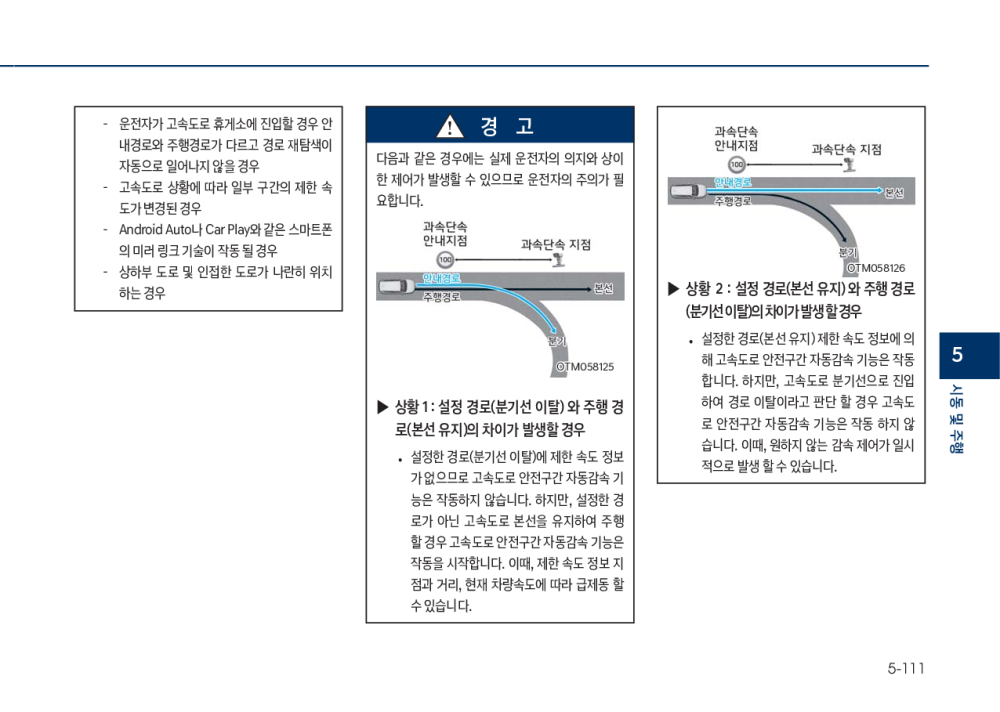 - 운전자가 고속도로 휴게소에 진입할 경우 안
내경로와 주행경로가 다르고 경로 재탐색이
자동으로 일어나지 않을 경우
- 고속도로 상황에 따라 일부 구간의 제한 속
도가 변경된 경우
- Android Auto나 Car Play와 같은 스마트폰
의 미러 링크 기술이 작동 될 경우
- 상하부 도로 및 인접한 도로가 나란히 위치
하는 경우
경 고
다음과 같은 경우에는 실제 운전자의 의지와 상이
한 제어가 발생할 수 있으므로 운전자의 주의가 필
요합니다.
과속단속
안내지점
과속단속 지점
100
안내경로
본선
주행경로
분기
OTM058125
▶ 상황 1 : 설정 경로(분기선 이탈) 와 주행 경
로(본선 유지)의 차이가 발생할 경우
• 설정한 경로(분기선 이탈)에 제한 속도 정보
가 없으므로 고속도로 안전구간 자동감속 기
능은 작동하지 않습니다. 하지만, 설정한 경
로가 아닌 고속도로 본선을 유지하여 주행
할 경우 고속도로 안전구간 자동감속 기능은
작동을 시작합니다. 이때, 제한 속도 정보 지
점과 거리, 현재 차량속도에 따라 급제동 할
수 있습니다.
과속단속
안내지점
과속단속 지점
100
안내경로
본선
주행경로
분기
OTM058126
▶ 상황 2 : 설정 경로(본선 유지) 와 주행 경로
(분기선 이탈)의 차이가 발생 할 경우
• 설정한 경로(본선 유지) 제한 속도 정보에 의
해 고속도로 안전구간 자동감속 기능은 작동
합니다. 하지만, 고속도로 분기선으로 진입
하여 경로 이탈이라고 판단 할 경우 고속도
로 안전구간 자동감속 기능은 작동 하지 않
습니다. 이때, 원하지 않는 감속 제어가 일시
적으로 발생 할 수 있습니다.
5
시동 및 주행
5-111